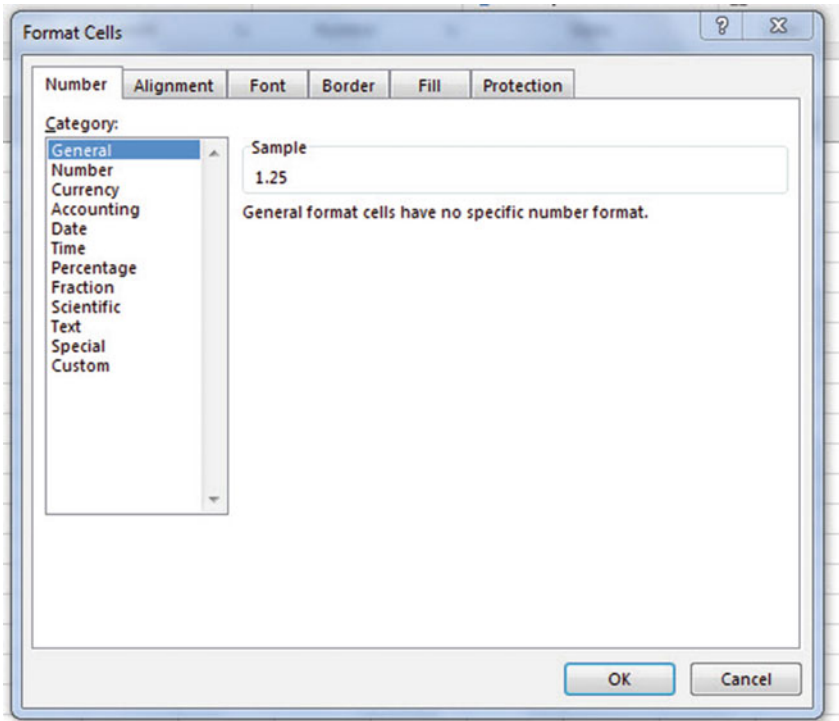 Format Cells
Number Alignment Font Border Fill Protection
Category:
General
Number
Currency
Accounting
Date
Time
Percentage
Fraction
Scientific
Text
Special
Custom
Sample
1.25
General format cells have no specific number format.
OK Cancel